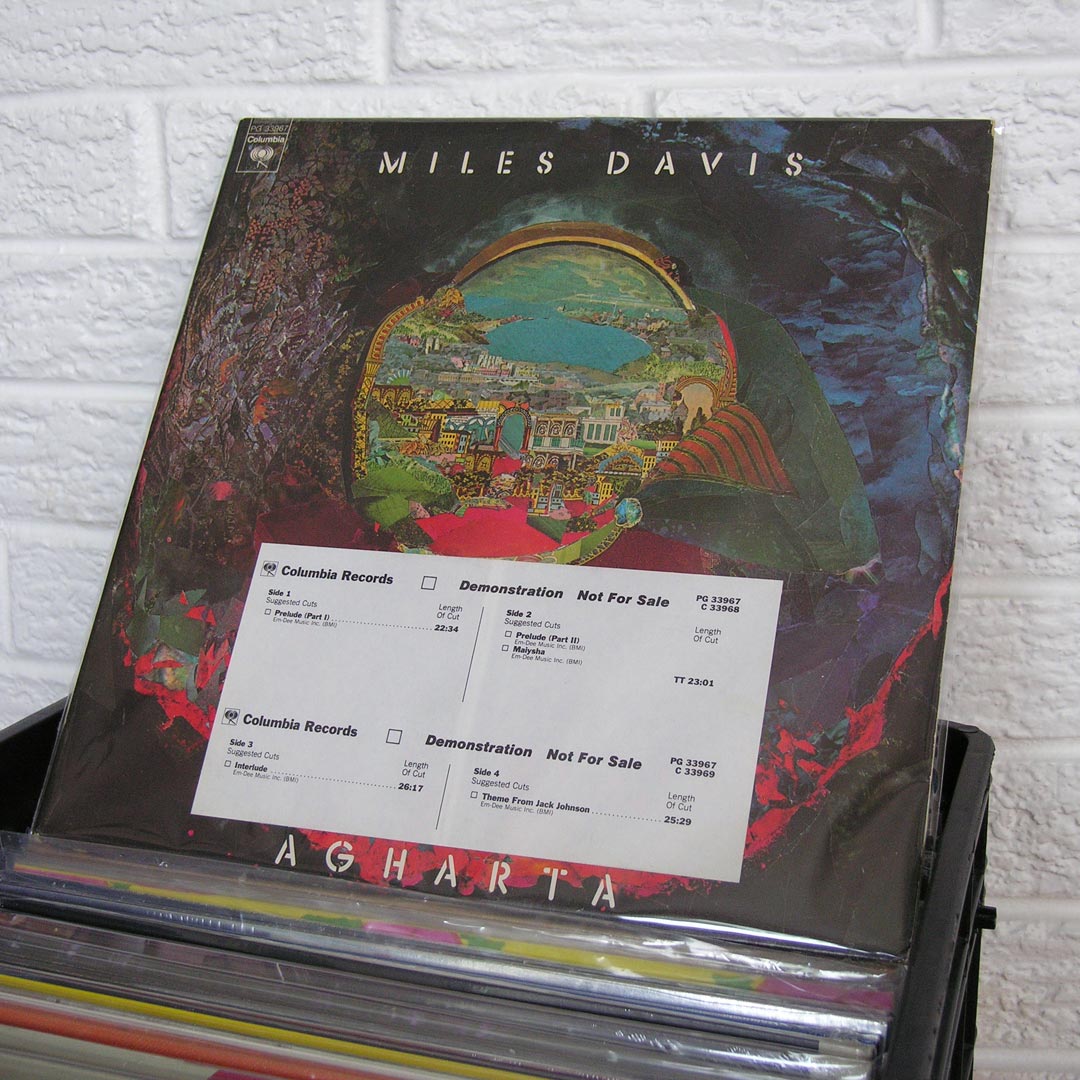 PG 33967
Columbia
MILES DAVIS
Columbia Records Demonstration Not For Sale PG 33967
C 33968
Side 1
Suggested Cuts
Length
Of Cut
Prelude (Part I) 22:34
Em-Dee Music Inc. (BMI)
Side 2
Suggested Cuts
Length
Of Cut
Prelude (Part II)
Em-Dee Music Inc. (BMI)
Maiysha
Em-Dee Music Inc. (BMI)
TT 23:01
Columbia Records Demonstration Not For Sale PG 33967
C 33969
Side 3
Suggested Cuts
Length
Of Cut
Interlude 26:17
Em-Dee Music Inc. (BMI)
Side 4
Suggested Cuts
Length
Of Cut
Theme From Jack Johnson 25:29
Em-Dee Music Inc. (BMI)
AGHARTA